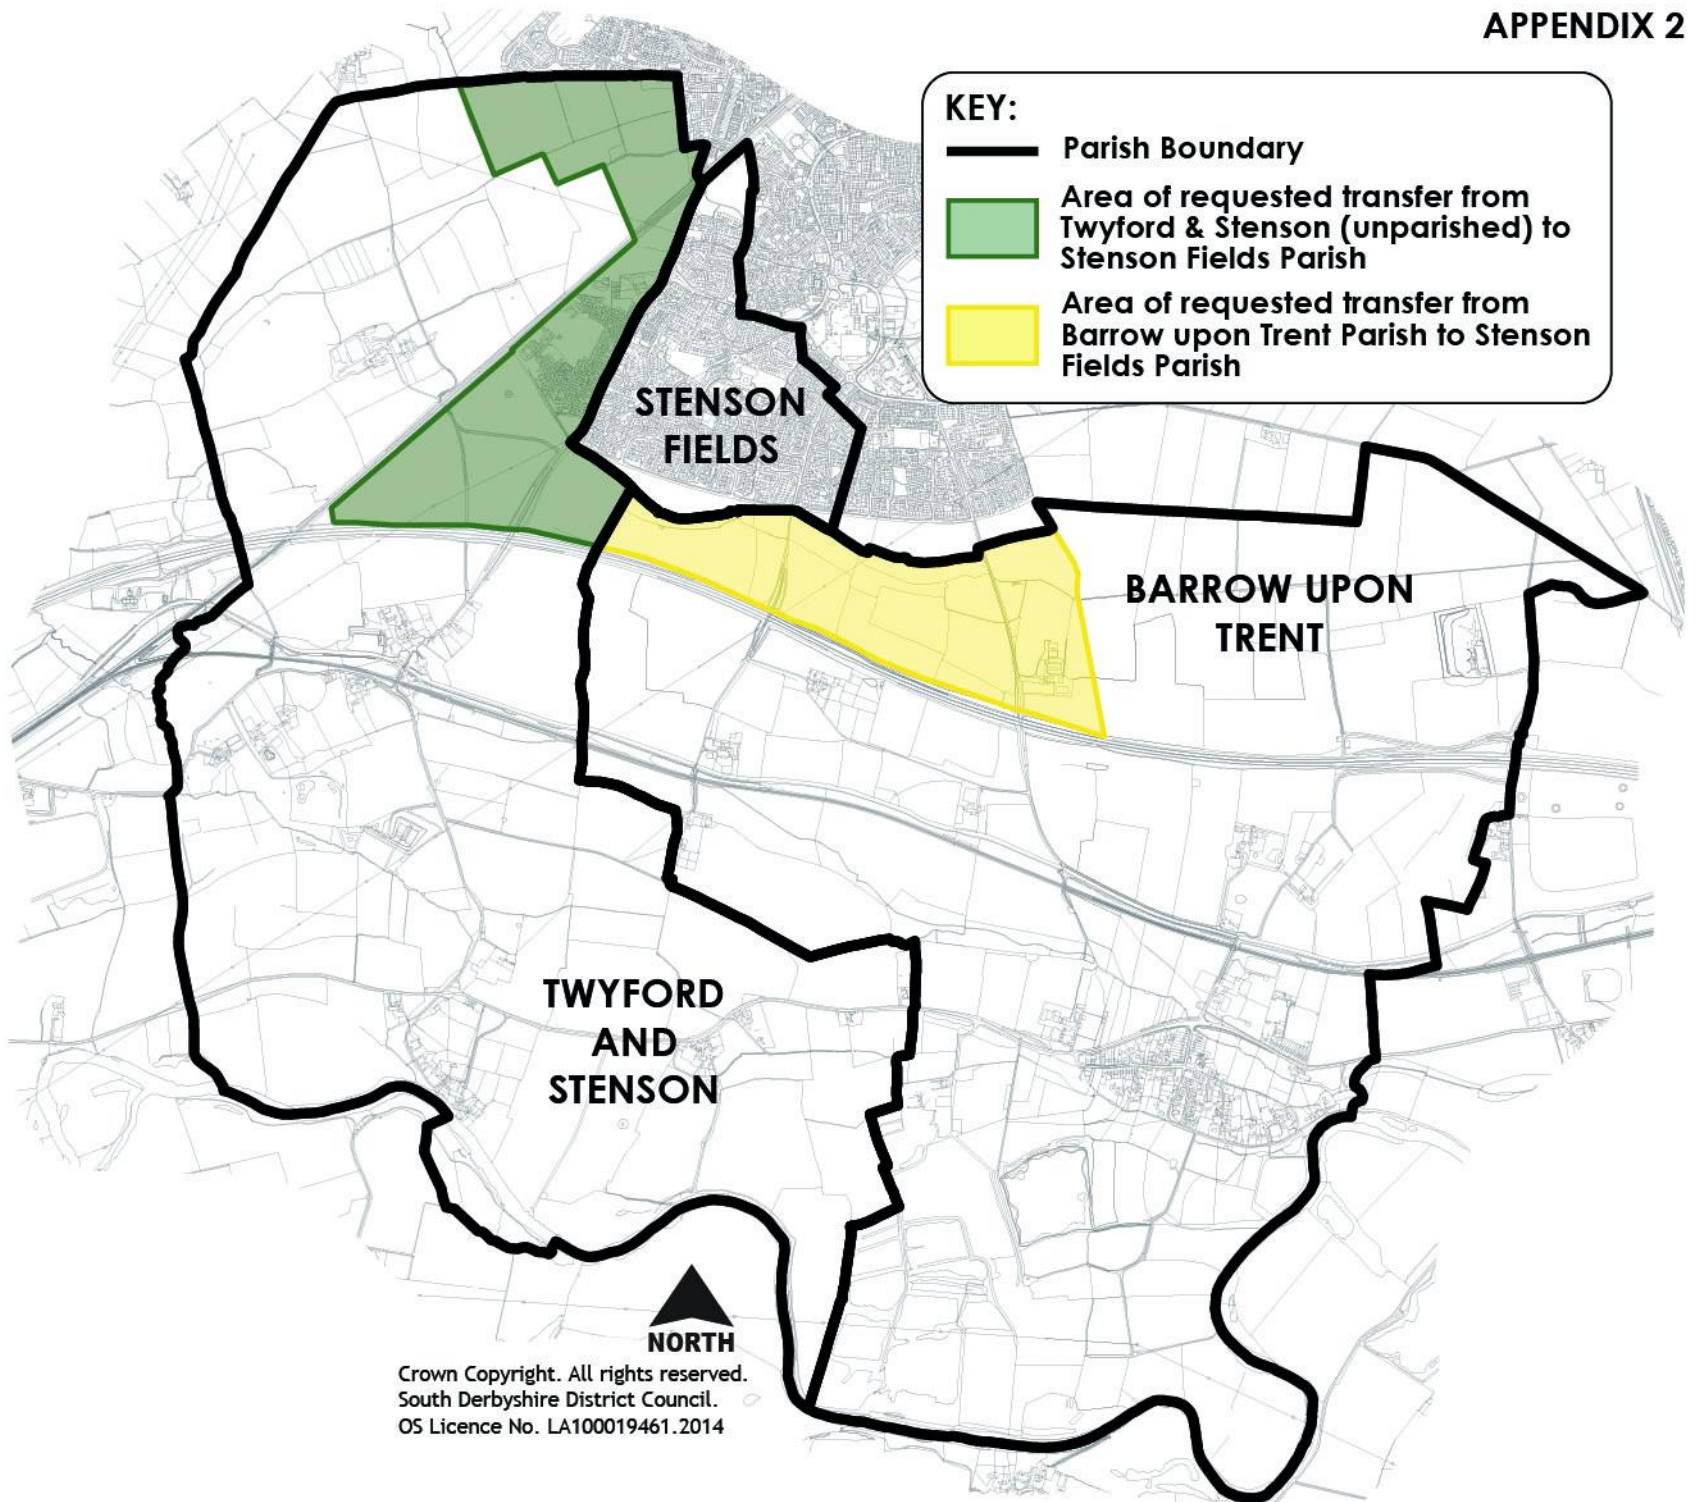 APPENDIX 2
KEY:
Parish Boundary
Area of requested transfer from
Twyford & Stenson (unparished) to
Stenson Fields Parish
Area of requested transfer from
Barrow upon Trent Parish to Stenson
Fields Parish
STENSON
FIELDS
BARROW UPON
TRENT
TWYFORD
AND
STENSON
NORTH
Crown Copyright. All rights reserved.
South Derbyshire District Council.
OS Licence No. LA100019461.2014